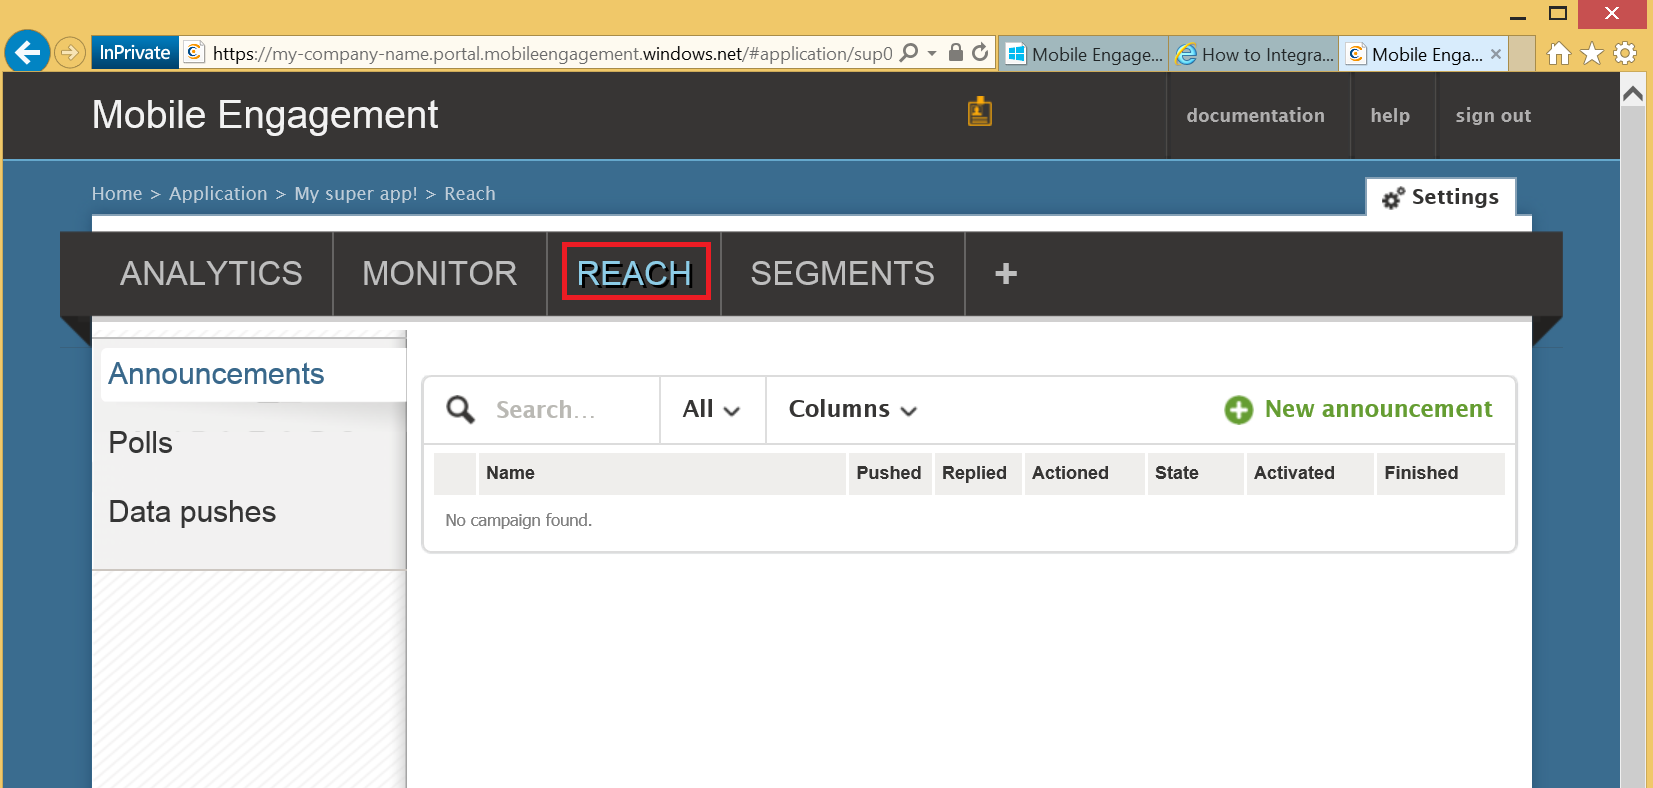 InPrivate https://my-company-name.portal.mobileengagement.windows.net/#application/sup0 Mobile Engage... How to Integra... Mobile Enga...
Mobile Engagement documentation help sign out
Home > Application > My super app! > Reach Settings
ANALYTICS MONITOR REACH SEGMENTS +
Announcements
Polls
Data pushes
Search... All Columns New announcement
Name Pushed Replied Actioned State Activated Finished
No campaign found.